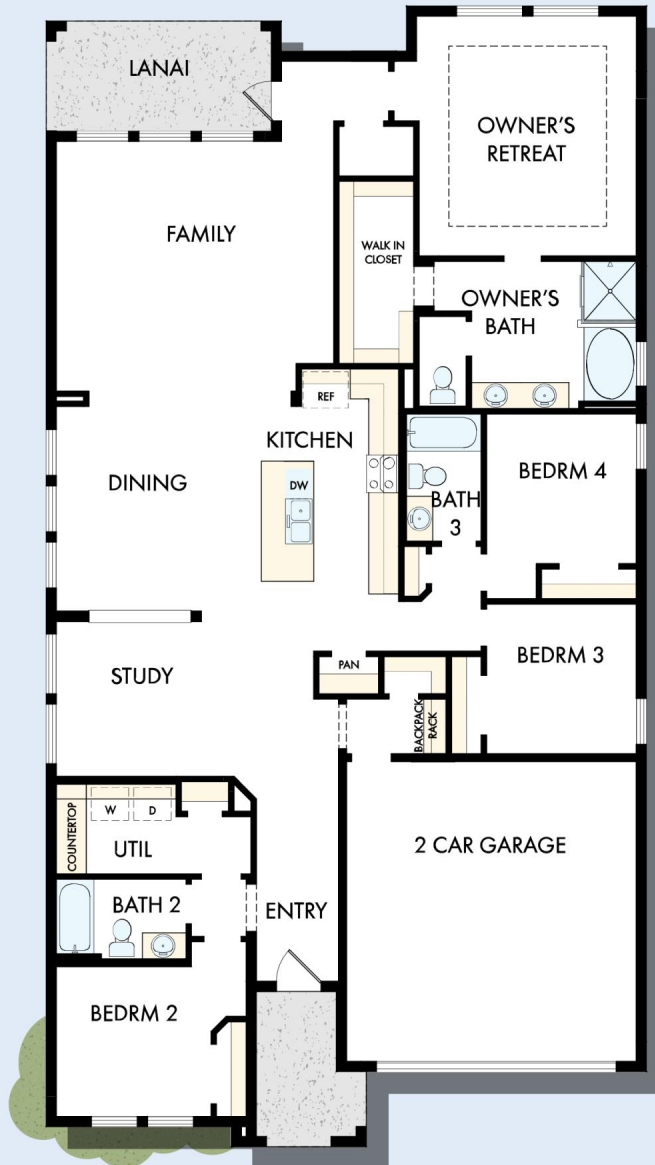 LANAI
OWNER'S
RETREAT
FAMILY
WALK IN
CLOSET
OWNER'S
BATH
REF
KITCHEN
DINING
DW
BEDRM 4
BATH
3
STUDY
PAN
BEDRM 3
BACKPACK
RACK
COUNTERTOP
W
D
UTIL
2 CAR GARAGE
BATH 2
ENTRY
BEDRM 2